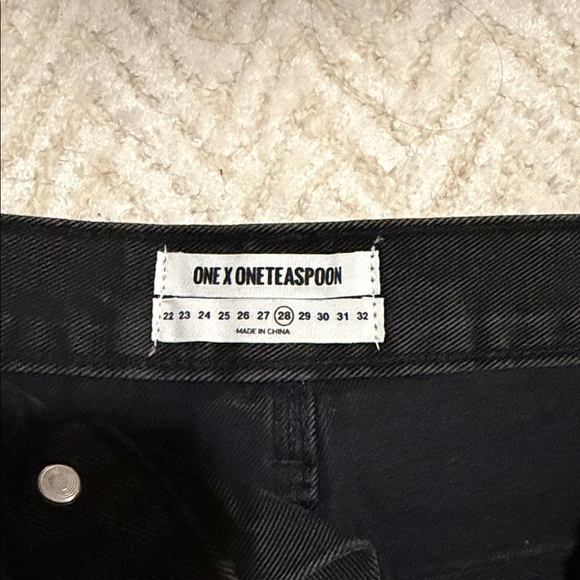 ONE X ONETEASPOON
22 23 24 25 26 27 28 29 30 31 32
MADE IN CHINA